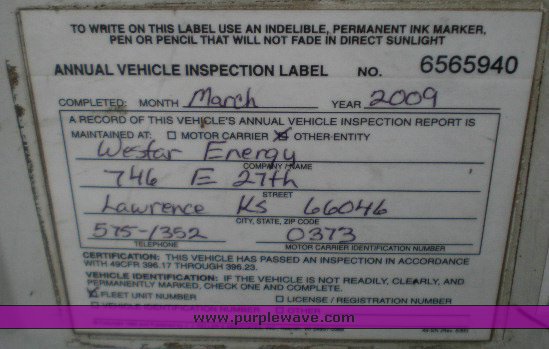 TO WRITE ON THIS LABEL USE AN INDELIBLE, PERMANENT INK MARKER,
PEN OR PENCIL THAT WILL NOT FADE IN DIRECT SUNLIGHT
ANNUAL VEHICLE INSPECTION LABEL NO. 6565940
COMPLETED: MONTH March YEAR 2009
A RECORD OF THIS VEHICLE'S ANNUAL VEHICLE INSPECTION REPORT IS
MAINTAINED AT: MOTOR CARRIER OTHER ENTITY
Westar Energy
COMPANY NAME
746 E 27th
STREET
Lawrence KS 66046
CITY, STATE, ZIP CODE
575-1352 0373
TELEPHONE MOTOR CARRIER IDENTIFICATION NUMBER
CERTIFICATION: THIS VEHICLE HAS PASSED AN INSPECTION IN ACCORDANCE
WITH 49CFR 396.17 THROUGH 396.23.
VEHICLE IDENTIFICATION: IF THE VEHICLE IS NOT READILY, CLEARLY, AND
PERMANENTLY MARKED, CHECK ONE AND COMPLETE.
FLEET UNIT NUMBER LICENSE / REGISTRATION NUMBER
VEHICLE IDENTIFICATION NUMBER OTHER
www.purplewave.com